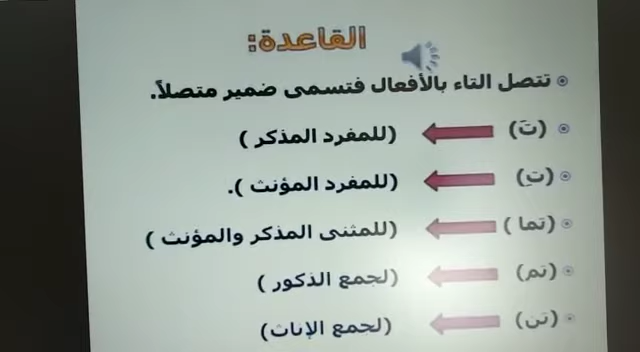 القاعدة:
تتصل التاء بالأفعال فتسمى ضمير متصلاً.
(تَ) (للمفرد المذكر )
(تِ) (للمفرد المؤنث ).
(تما ) (للمثنى المذكر والمؤنث )
(تم) (لجمع الذكور )
(تن) (لجمع الإناث)